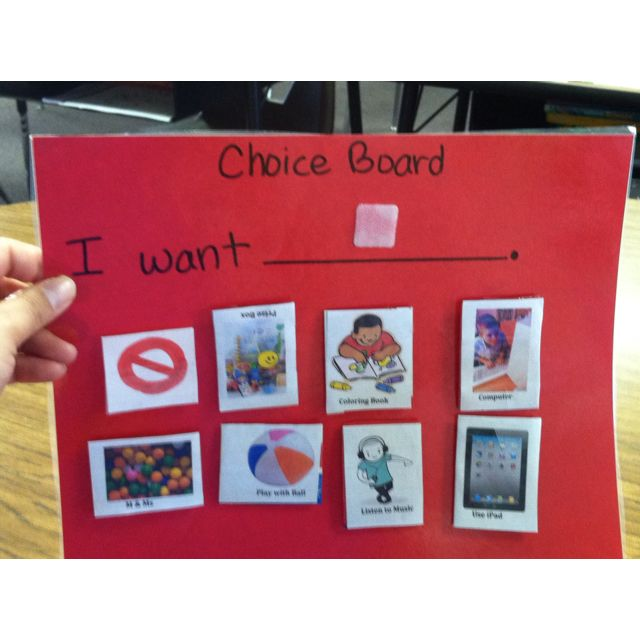 Choice Board
I want ________.
Prize Box
Coloring Book
Computer
M & Ms
Play with Ball
Listen to Music
Use iPad